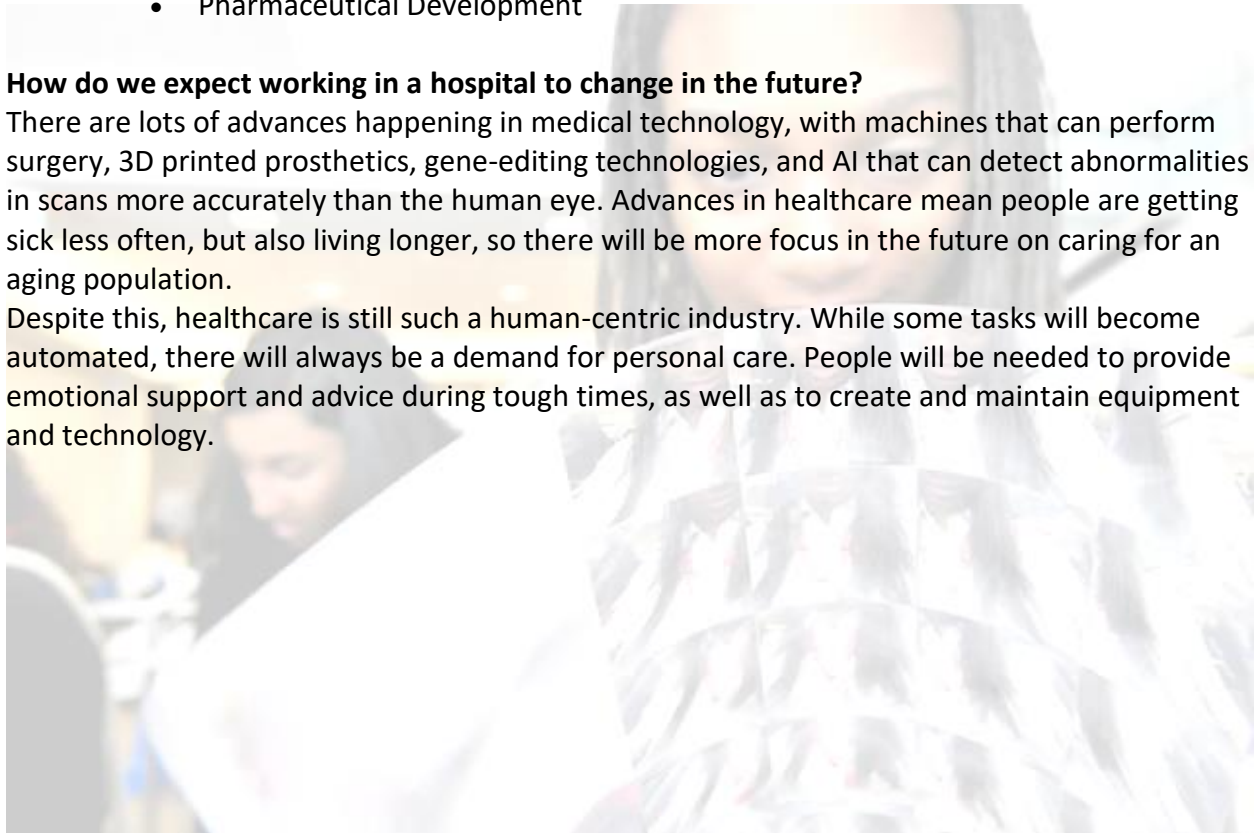 • Pharmaceutical Development
How do we expect working in a hospital to change in the future?
There are lots of advances happening in medical technology, with machines that can perform
surgery, 3D printed prosthetics, gene-editing technologies, and AI that can detect abnormalities
in scans more accurately than the human eye. Advances in healthcare mean people are getting
sick less often, but also living longer, so there will be more focus in the future on caring for an
aging population.
Despite this, healthcare is still such a human-centric industry. While some tasks will become
automated, there will always be a demand for personal care. People will be needed to provide
emotional support and advice during tough times, as well as to create and maintain equipment
and technology.